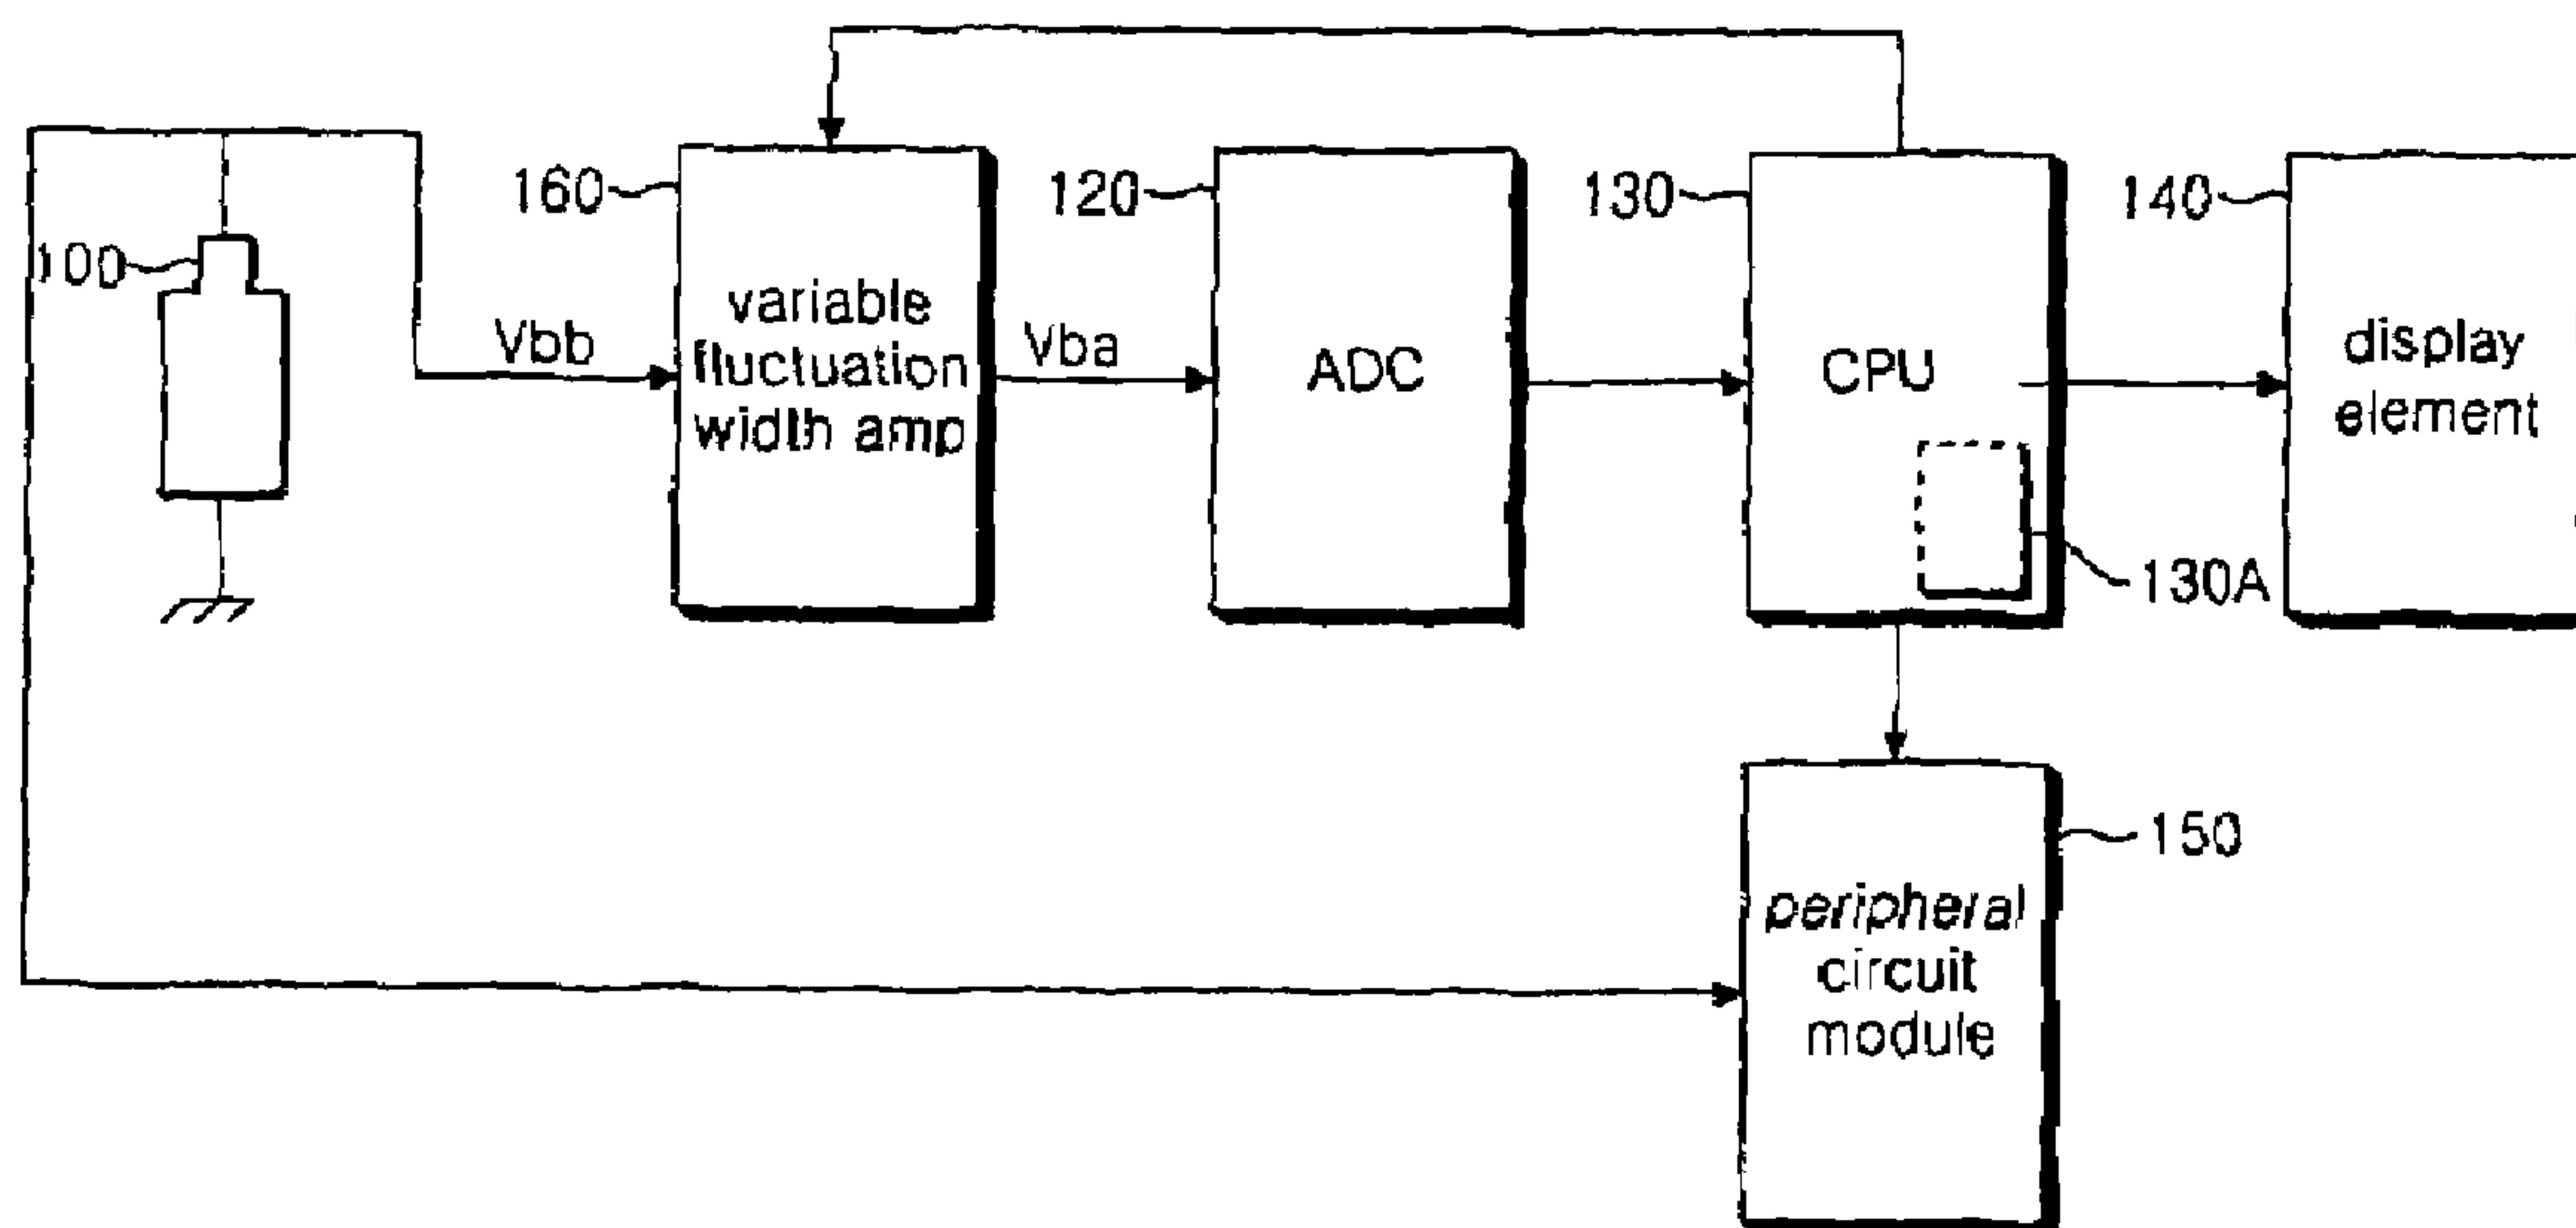 160
120
130
140
100
variable
fluctuation
width amp
Vbb
Vba
ADC
CPU
display
element
130A
150
peripheral
circuit
module